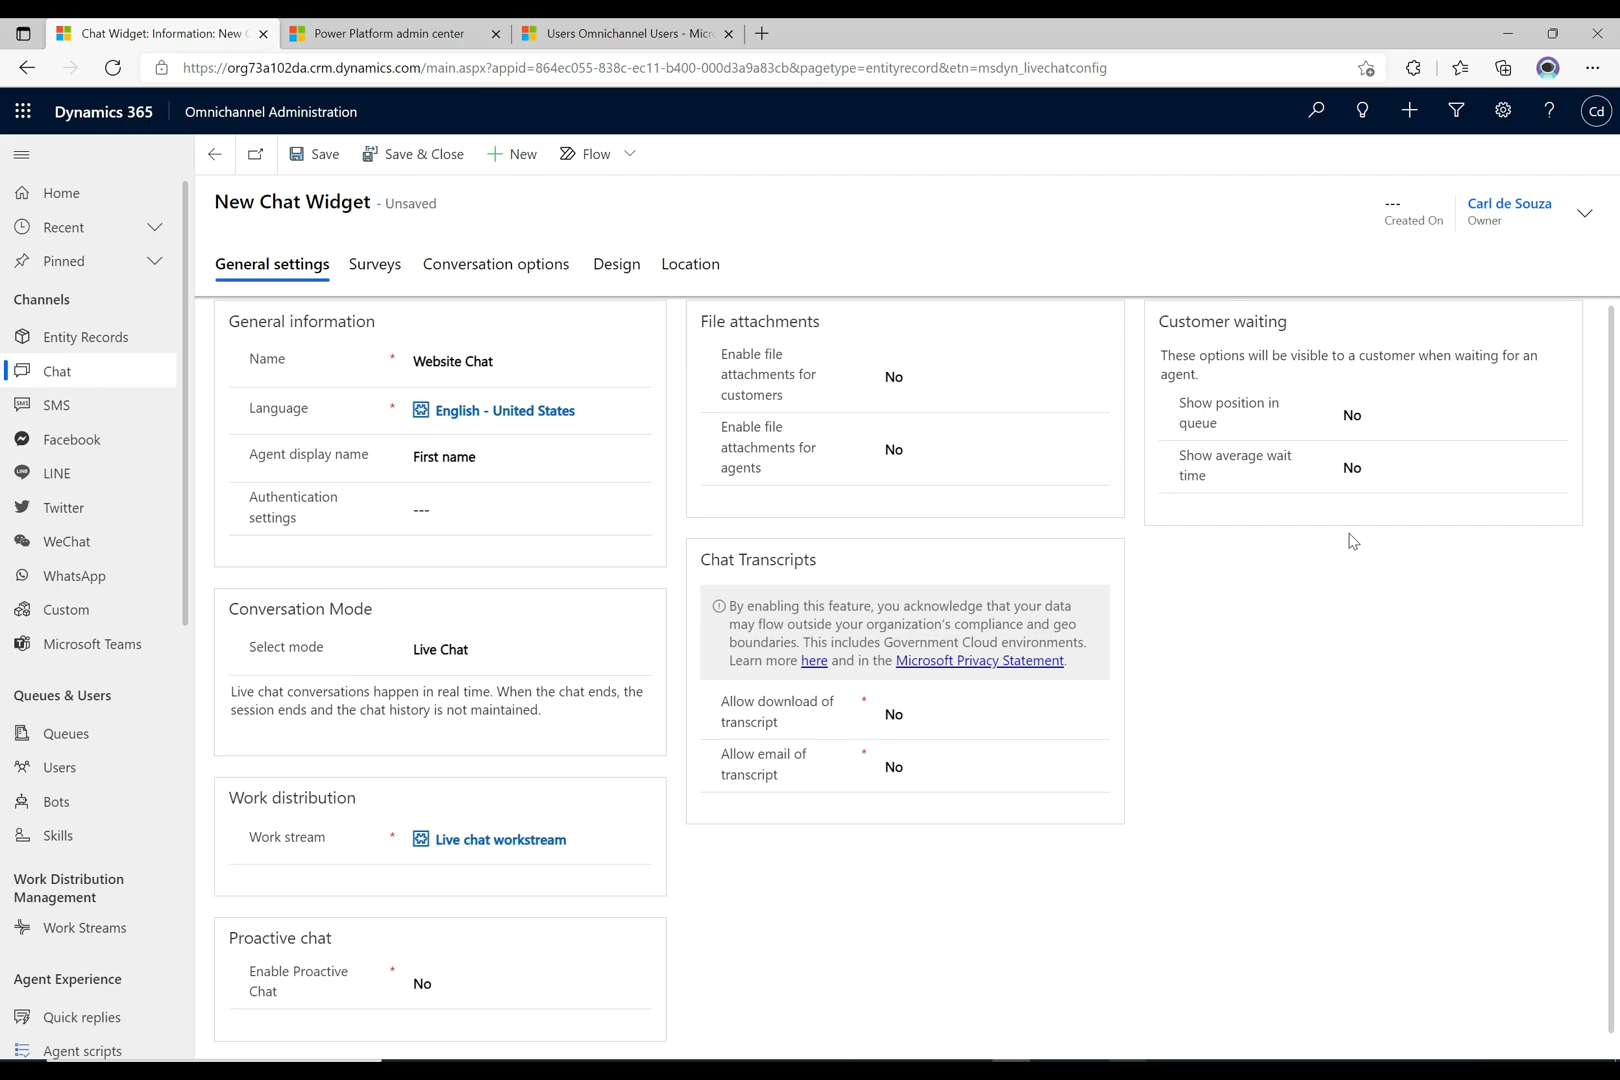 Chat Widget: Information: New C
Power Platform admin center
Users Omnichannel Users - Micr
https://org73a102da.crm.dynamics.com/main.aspx?appid=864ec055-838c-ec11-b400-000d3a9a83cb&pagetype=entityrecord&etn=msdyn_livechatconfig
Dynamics 365
Omnichannel Administration
Cd
Save
Save & Close
New
Flow
Home
Recent
Pinned
Channels
Entity Records
Chat
SMS
SMS
Facebook
LINE
LINE
Twitter
WeChat
WhatsApp
Custom
Microsoft Teams
Queues & Users
Queues
Users
Bots
Skills
Work Distribution
Management
Work Streams
Agent Experience
Quick replies
Agent scripts
New Chat Widget - Unsaved
---
Created On
Carl de Souza
Owner
General settings
Surveys
Conversation options
Design
Location
General information
Name * Website Chat
Language * English - United States
Agent display name First name
Authentication
settings
---
Conversation Mode
Select mode Live Chat
Live chat conversations happen in real time. When the chat ends, the
session ends and the chat history is not maintained.
Work distribution
Work stream * Live chat workstream
Proactive chat
Enable Proactive *
Chat
No
File attachments
Enable file
attachments for
customers
No
Enable file
attachments for
agents
No
Chat Transcripts
By enabling this feature, you acknowledge that your data
may flow outside your organization's compliance and geo
boundaries. This includes Government Cloud environments.
Learn more here and in the Microsoft Privacy Statement.
Allow download of *
transcript
No
Allow email of *
transcript
No
Customer waiting
These options will be visible to a customer when waiting for an
agent.
Show position in
queue
No
Show average wait
time
No